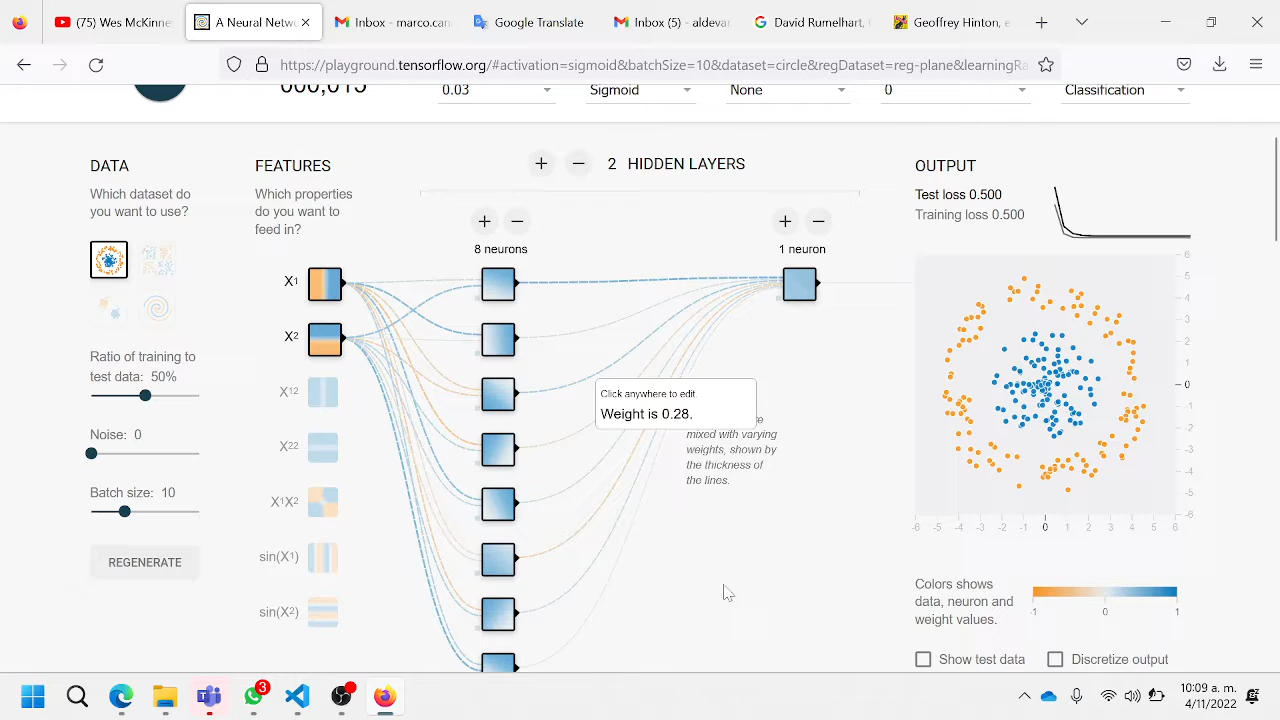 (75) Wes McKinne
A Neural Netw
Inbox - marco.can
Google Translate
Inbox (5) - aldevar
David Rumelhart,
Geoffrey Hinton, e
https://playground.tensorflow.org/#activation=sigmoid&batchSize=10&dataset=circle&regDataset=reg-plane&learningRa
000,015
0.03
Sigmoid
None
0
Classification
DATA
Which dataset do
you want to use?
Ratio of training to
test data: 50%
Noise: 0
Batch size: 10
REGENERATE
FEATURES
Which properties
do you want to
feed in?
X1
X2
X12
X22
X1X2
sin(X1)
sin(X2)
+ − 2 HIDDEN LAYERS
+ −
8 neurons
+ −
1 neuron
Click anywhere to edit.
Weight is 0.28.
mixed with varying
weights, shown by
the thickness of
the lines.
OUTPUT
Test loss 0.500
Training loss 0.500
6
5
4
3
2
1
0
-1
-2
-3
-4
-5
-6
-6 -5 -4 -3 -2 -1 0 1 2 3 4 5 6
Colors shows
data, neuron and
weight values.
-1 0 1
Show test data
Discretize output
3
10:09 a. m.
4/11/2022